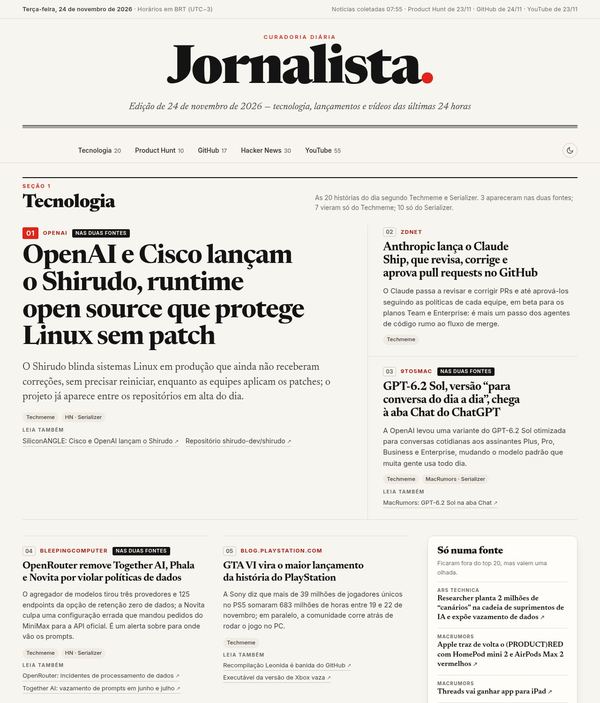 Terça-feira, 24 de novembro de 2026 · Horários em BRT (UTC−3)
Notícias coletadas 07:55 · Product Hunt de 23/11 · GitHub de 24/11 · YouTube de 23/11
CURADORIA DIÁRIA
Jornalista.
Edição de 24 de novembro de 2026 — tecnologia, lançamentos e vídeos das últimas 24 horas
Tecnologia 20 Product Hunt 10 GitHub 17 Hacker News 30 YouTube 55
SEÇÃO 1
Tecnologia
As 20 histórias do dia segundo Techmeme e Serializer. 3 apareceram nas duas fontes;
7 vieram só do Techmeme; 10 só do Serializer.
01 OPENAI NAS DUAS FONTES
OpenAI e Cisco lançam
o Shirudo, runtime
open source que protege
Linux sem patch
O Shirudo blinda sistemas Linux em produção que ainda não receberam
correções, sem precisar reiniciar, enquanto as equipes aplicam os patches; o
projeto já aparece entre os repositórios em alta do dia.
Techmeme HN · Serializer
LEIA TAMBÉM
SiliconANGLE: Cisco e OpenAI lançam o Shirudo ↗ Repositório shirudo-dev/shirudo ↗
02 ZDNET
Anthropic lança o Claude
Ship, que revisa, corrige e
aprova pull requests no GitHub
O Claude passa a revisar e corrigir PRs e até aprová-los
seguindo as políticas de cada equipe, em beta para os
planos Team e Enterprise: é mais um passo dos agentes
de código rumo ao fluxo de merge.
Techmeme
03 9TO5MAC NAS DUAS FONTES
GPT-6.2 Sol, versão “para
conversa do dia a dia”, chega
à aba Chat do ChatGPT
A OpenAI levou uma variante do GPT-6.2 Sol otimizada
para conversas cotidianas aos assinantes Plus, Pro,
Business e Enterprise, mudando o modelo padrão que
muita gente usa todo dia.
Techmeme MacRumors · Serializer
LEIA TAMBÉM
MacRumors: GPT-6.2 Sol na aba Chat ↗
04 BLEEPINGCOMPUTER NAS DUAS FONTES
OpenRouter remove Together AI, Phala
e Novita por violar políticas de dados
O agregador de modelos tirou três provedores e 125
endpoints da opção de retenção zero de dados; a Novita
culpa uma configuração errada que mandou pedidos do
MiniMax para a API oficial. É um alerta sobre para onde
vão os prompts.
Techmeme HN · Serializer
LEIA TAMBÉM
OpenRouter: incidentes de processamento de dados ↗
Together AI: vazamento de prompts em junho e julho ↗
05 BLOG.PLAYSTATION.COM
GTA VI vira o maior lançamento
da história do PlayStation
A Sony diz que mais de 39 milhões de jogadores únicos
no PS5 somaram 683 milhões de horas entre 19 e 22 de
novembro; em paralelo, a comunidade corre atrás de
rodar o jogo no PC.
Techmeme
LEIA TAMBÉM
Recompilação Leonida é banida do GitHub ↗
Executável da versão de Xbox vaza ↗
Só numa fonte
Ficaram fora do top 20, mas valem uma
olhada.
ARS TECHNICA
Researcher planta 2 milhões de
“canários” na cadeia de suprimentos de
IA e expõe vazamento de dados ↗
MACRUMORS
Apple traz de volta o (PRODUCT)RED
com HomePod mini 2 e AirPods Max 2
vermelhos ↗
MACRUMORS
Threads vai ganhar app para iPad ↗